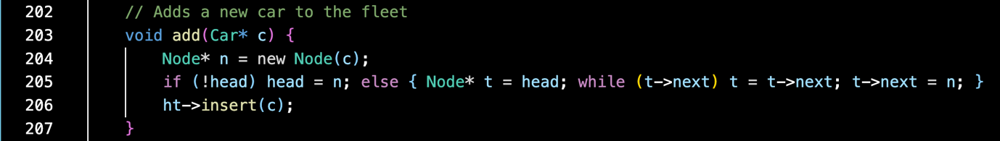 202 // Adds a new car to the fleet
203 void add(Car* c) {
204 Node* n = new Node(c);
205 if (!head) head = n; else { Node* t = head; while (t->next) t = t->next; t->next = n; }
206 ht->insert(c);
207 }